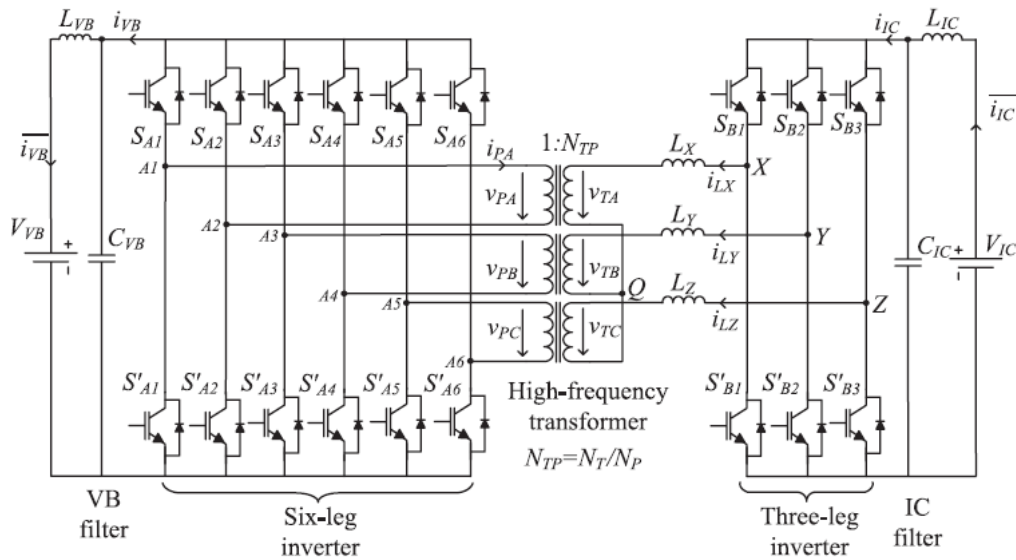 L_VB
i_VB
i_IC
L_IC
S_A1 S_A2 S_A3 S_A4 S_A5 S_A6
S_B1 S_B2 S_B3
i_VB
i_IC
1:N_TP
A1
i_PA
L_X
X
v_PA
v_TA
i_LX
V_VB
+
-
C_VB
A2
A3
L_Y
Y
v_PB
v_TB
i_LY
C_IC
+
-
V_IC
A4
A5
Q
L_Z
Z
v_PC
v_TC
i_LZ
A6
S'_A1 S'_A2 S'_A3 S'_A4 S'_A5 S'_A6
S'_B1 S'_B2 S'_B3
High-frequency
transformer
N_TP=N_T/N_P
VB
filter
Six-leg
inverter
Three-leg
inverter
IC
filter